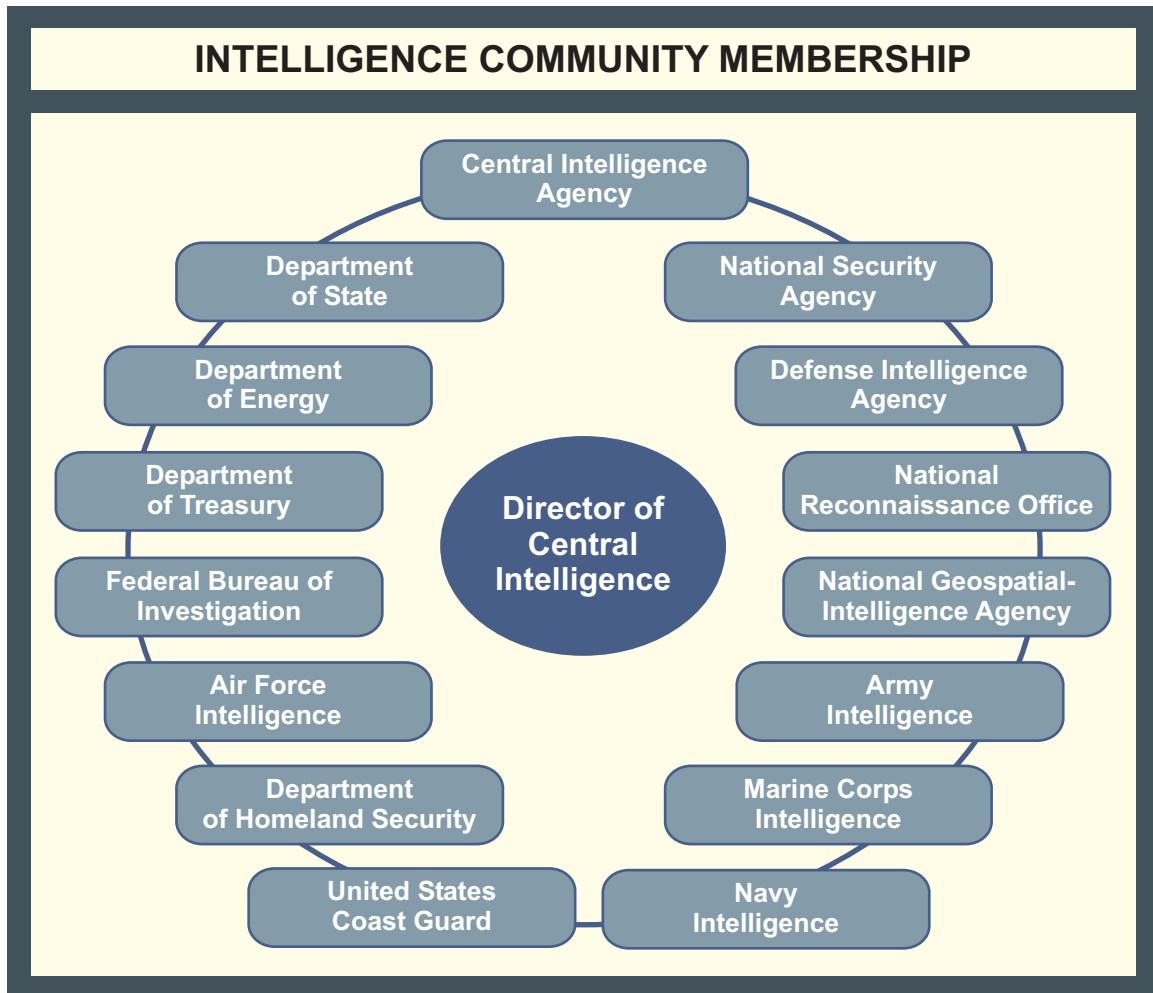 INTELLIGENCE COMMUNITY MEMBERSHIP
Central Intelligence
Agency
Department
of State
National Security
Agency
Department
of Energy
Defense Intelligence
Agency
Department
of Treasury
National
Reconnaissance Office
Director of
Central
Intelligence
Federal Bureau of
Investigation
National Geospatial-
Intelligence Agency
Air Force
Intelligence
Army
Intelligence
Department
of Homeland Security
Marine Corps
Intelligence
United States
Coast Guard
Navy
Intelligence